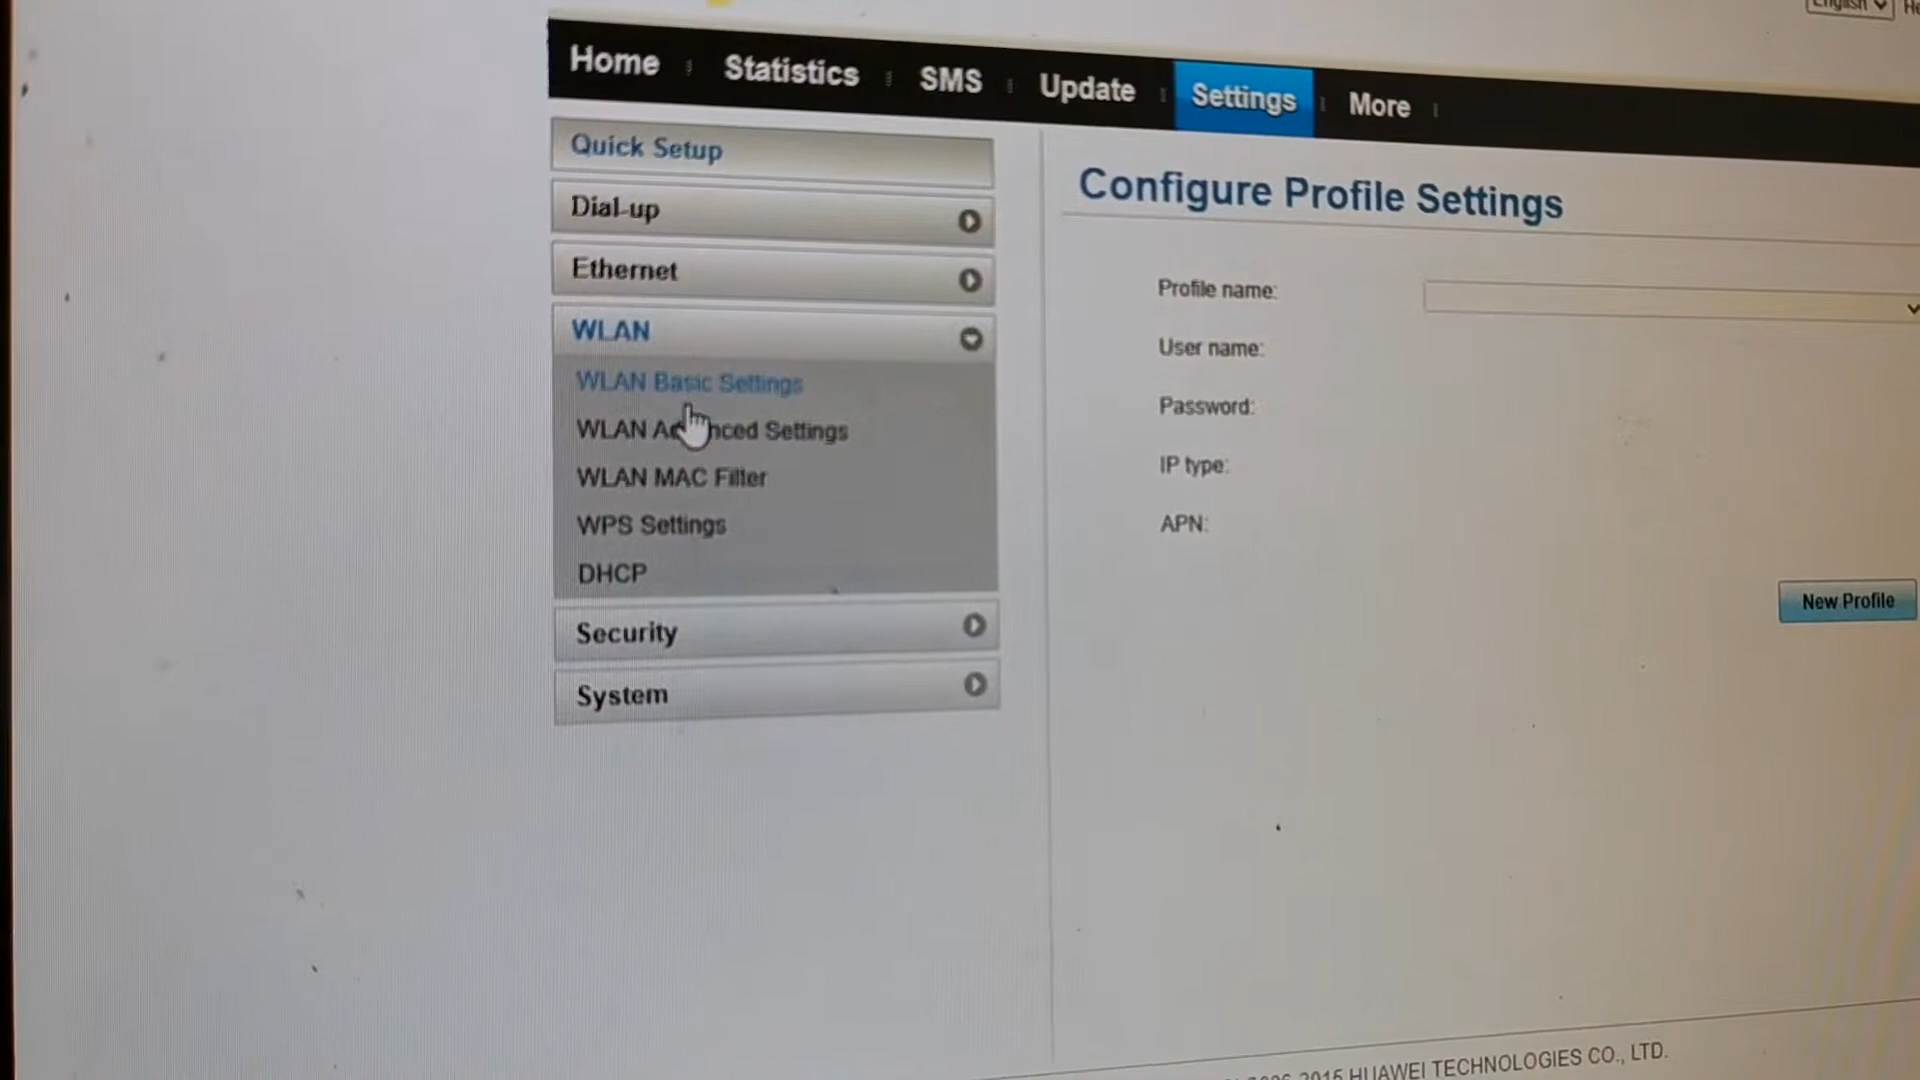 English
Home Statistics SMS Update Settings More
Quick Setup
Dial-up
Ethernet
WLAN
WLAN Basic Settings
WLAN Advanced Settings
WLAN MAC Filter
WPS Settings
DHCP
Security
System
Configure Profile Settings
Profile name:
User name:
Password:
IP type:
APN:
New Profile
2015 HUAWEI TECHNOLOGIES CO., LTD.